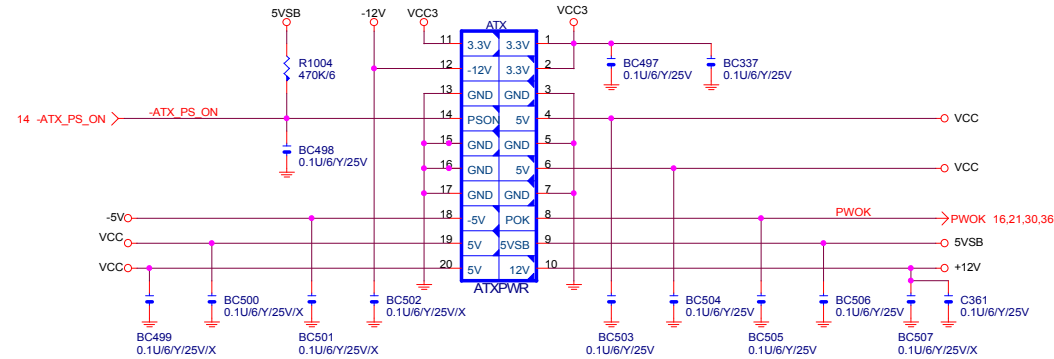 5VSB
-12V
VCC3
VCC3
ATX
R1004
470K/6
11
3.3V
3.3V
1
BC497
0.1U/6/Y/25V
BC337
0.1U/6/Y/25V
12
-12V
3.3V
2
13
GND
GND
3
14 -ATX_PS_ON
-ATX_PS_ON
14
PSON
5V
4
VCC
BC498
0.1U/6/Y/25V
15
GND
GND
5
16
GND
5V
6
VCC
17
GND
GND
7
-5V
18
-5V
POK
8
PWOK
PWOK 16,21,30,36
VCC
19
5V
5VSB
9
5VSB
VCC
20
5V
12V
10
+12V
ATXPWR
BC500
0.1U/6/Y/25V/X
BC502
0.1U/6/Y/25V/X
BC504
0.1U/6/Y/25V
BC506
0.1U/6/Y/25V
C361
0.1U/6/Y/25V
BC499
0.1U/6/Y/25V/X
BC501
0.1U/6/Y/25V/X
BC503
0.1U/6/Y/25V
BC505
0.1U/6/Y/25V
BC507
0.1U/6/Y/25V/X